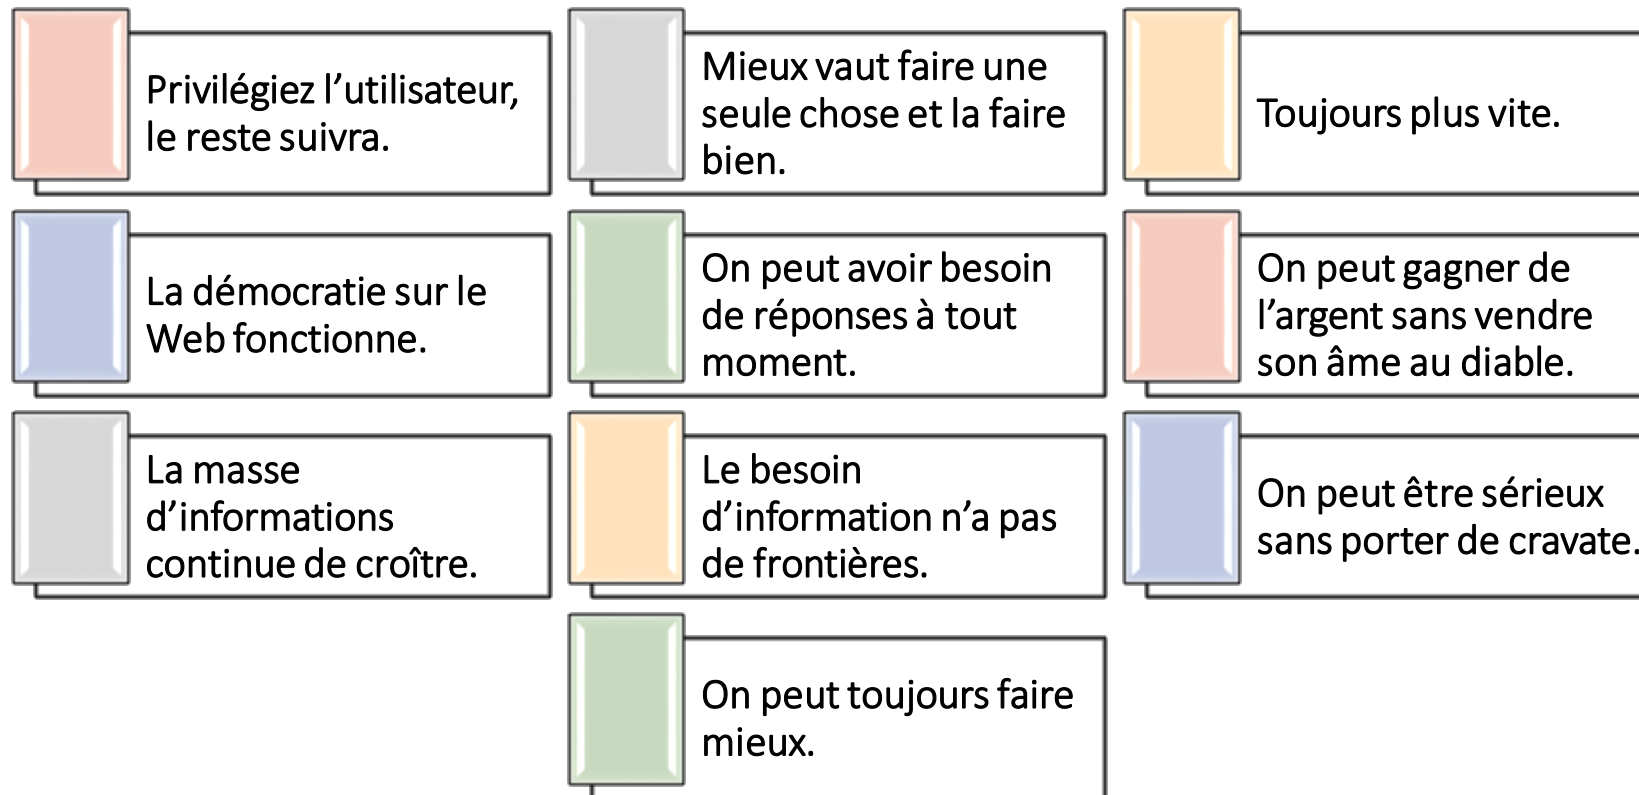 Privilégiez l’utilisateur,
le reste suivra.
Mieux vaut faire une
seule chose et la faire
bien.
Toujours plus vite.
La démocratie sur le
Web fonctionne.
On peut avoir besoin
de réponses à tout
moment.
On peut gagner de
l’argent sans vendre
son âme au diable.
La masse
d’informations
continue de croître.
Le besoin
d’information n’a pas
de frontières.
On peut être sérieux
sans porter de cravate.
On peut toujours faire
mieux.